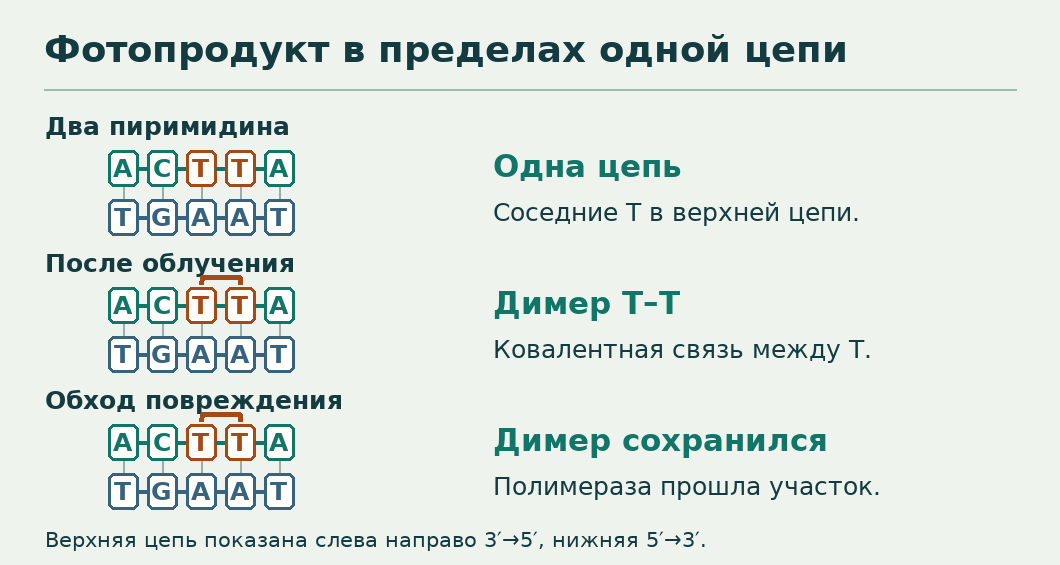 Фотопродукт в пределах одной цепи
Два пиримидина
A C T T A
T G A A T
Одна цепь
Соседние T в верхней цепи.
После облучения
A C T T A
T G A A T
Димер T–T
Ковалентная связь между T.
Обход повреждения
A C T T A
T G A A T
Димер сохранился
Полимераза прошла участок.
Верхняя цепь показана слева направо 3′→5′, нижняя 5′→3′.